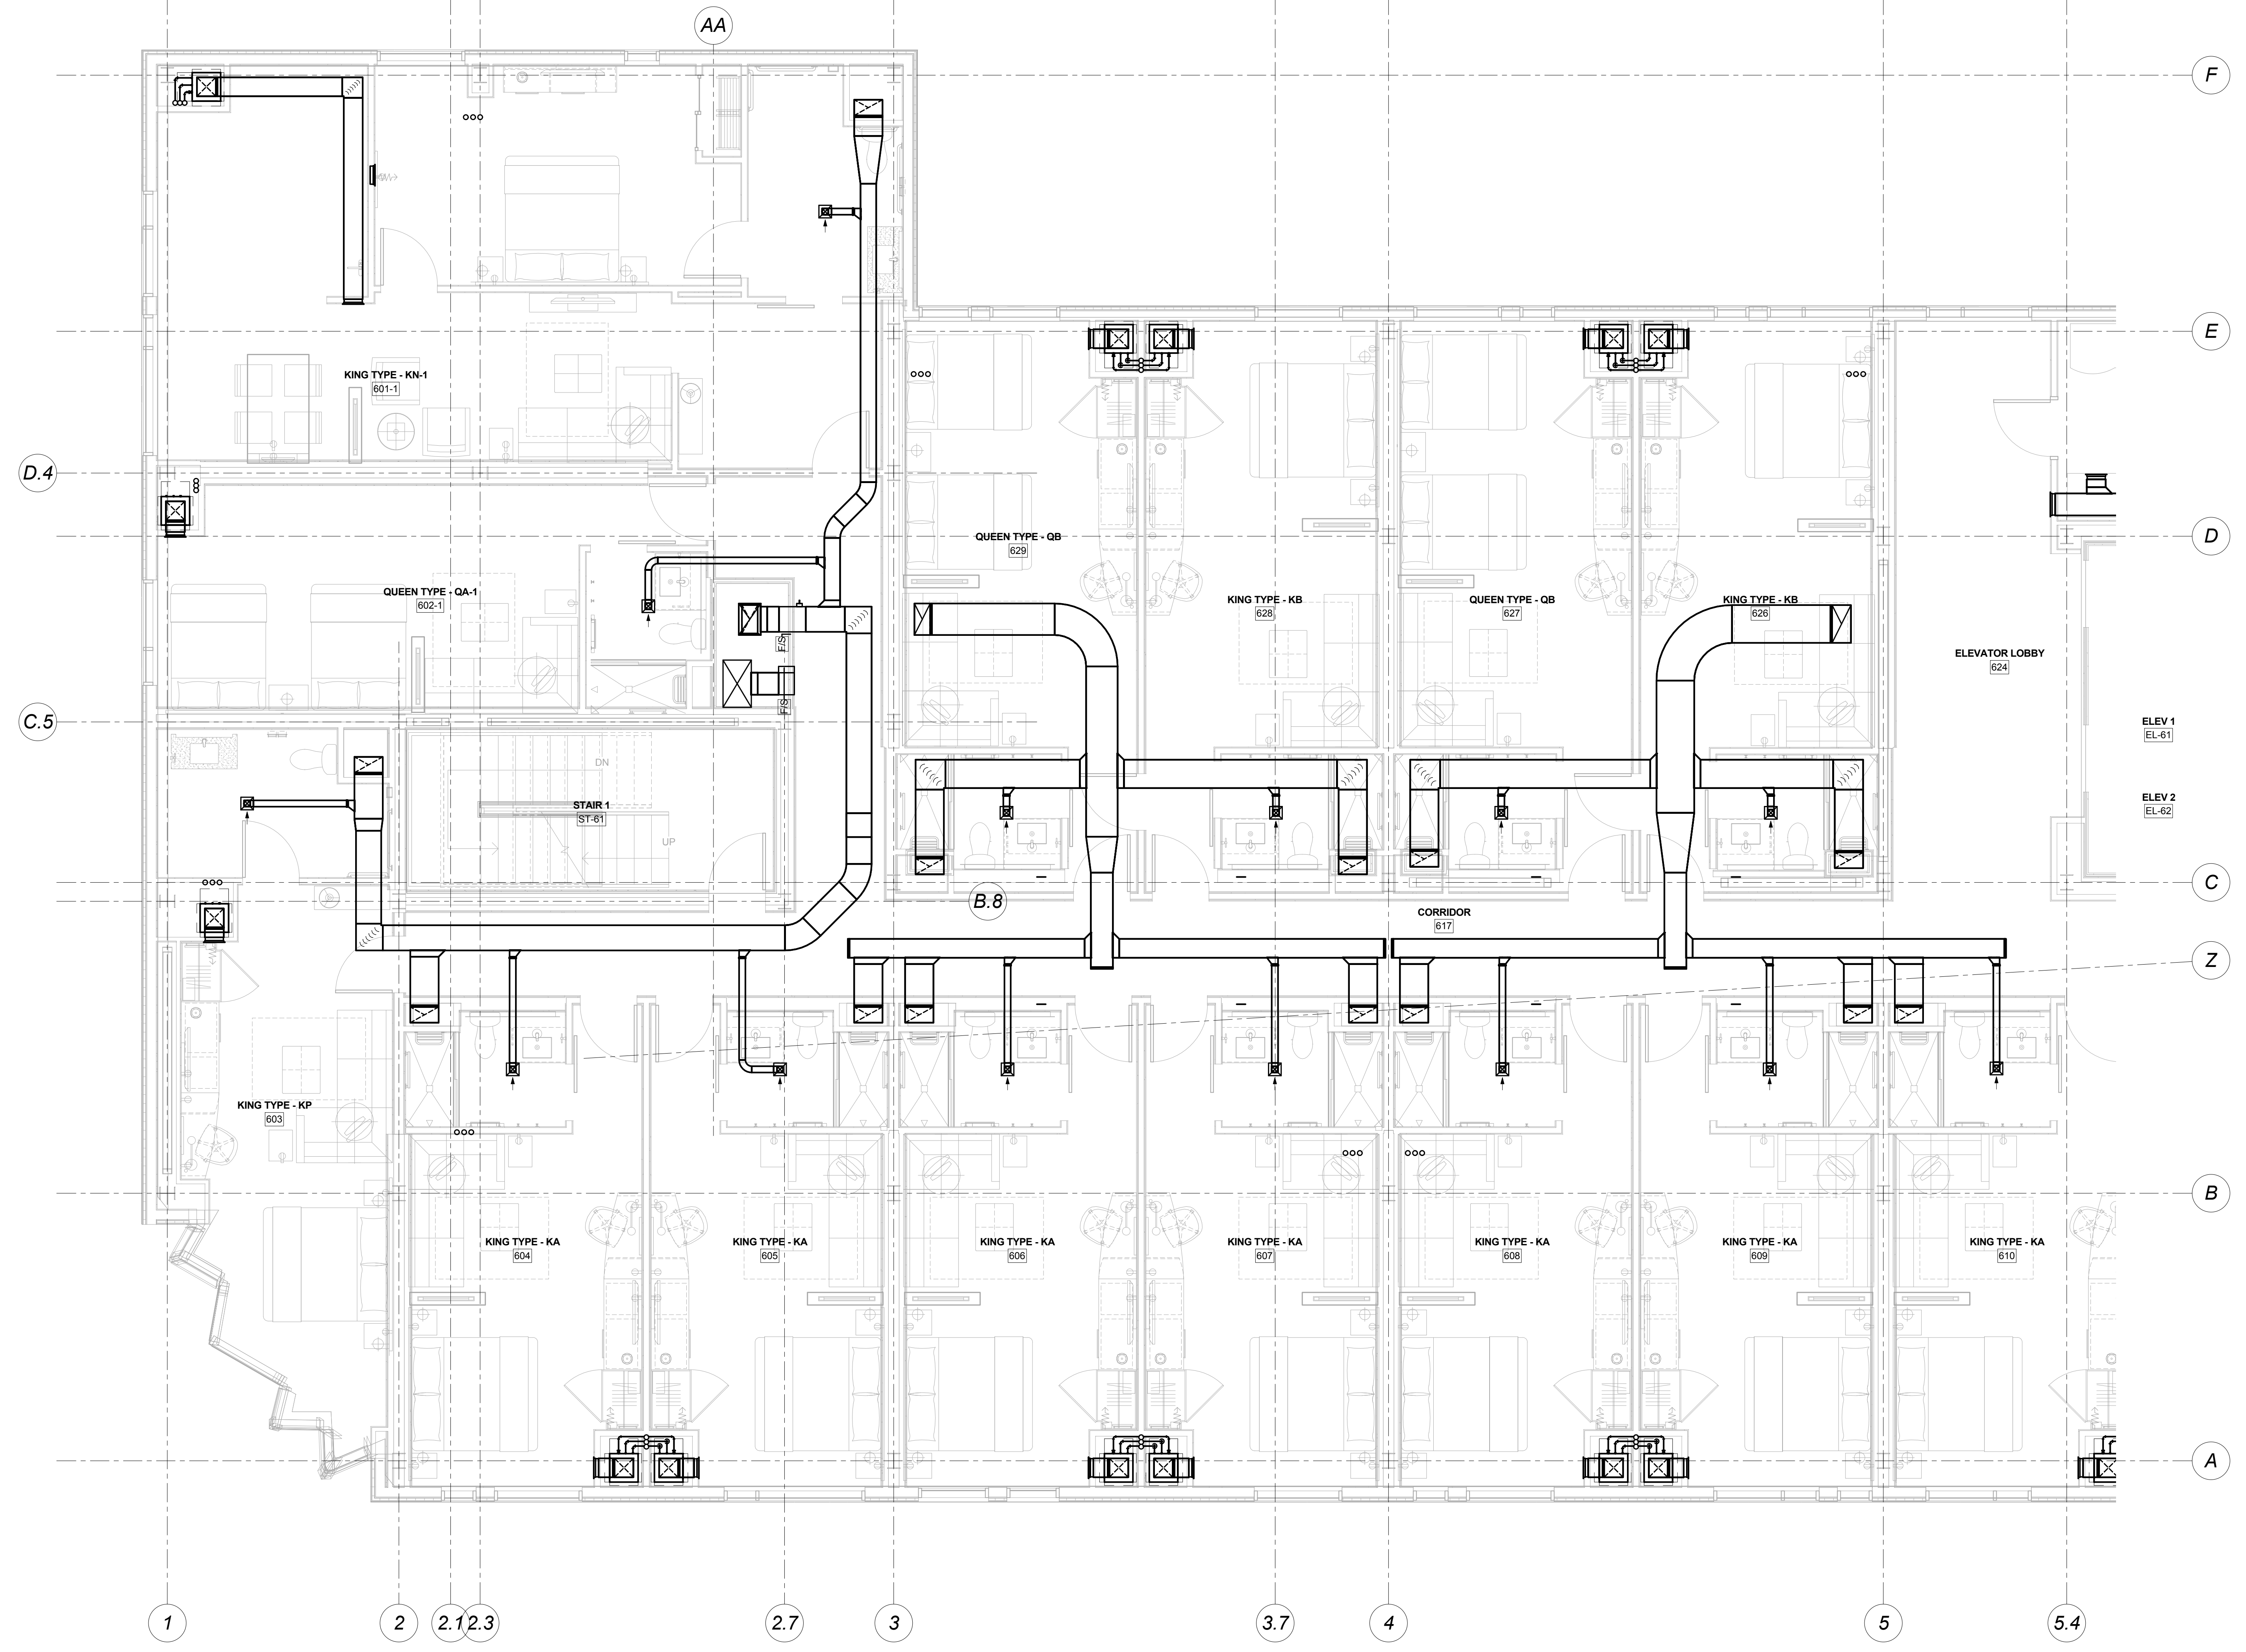 AA
F
E
KING TYPE - KN-1
601-1
D.4
D
QUEEN TYPE - QB
629
QUEEN TYPE - QA-1
602-1
KING TYPE - KB
628
QUEEN TYPE - QB
627
KING TYPE - KB
626
F/S
ELEVATOR LOBBY
624
F/S
C.5
ELEV 1
EL-61
DN
STAIR 1
ST-61
UP
ELEV 2
EL-62
C
B.8
CORRIDOR
617
Z
KING TYPE - KP
603
B
KING TYPE - KA
604
KING TYPE - KA
605
KING TYPE - KA
606
KING TYPE - KA
607
KING TYPE - KA
608
KING TYPE - KA
609
KING TYPE - KA
610
A
1
2
2.1
2.3
2.7
3
3.7
4
5
5.4